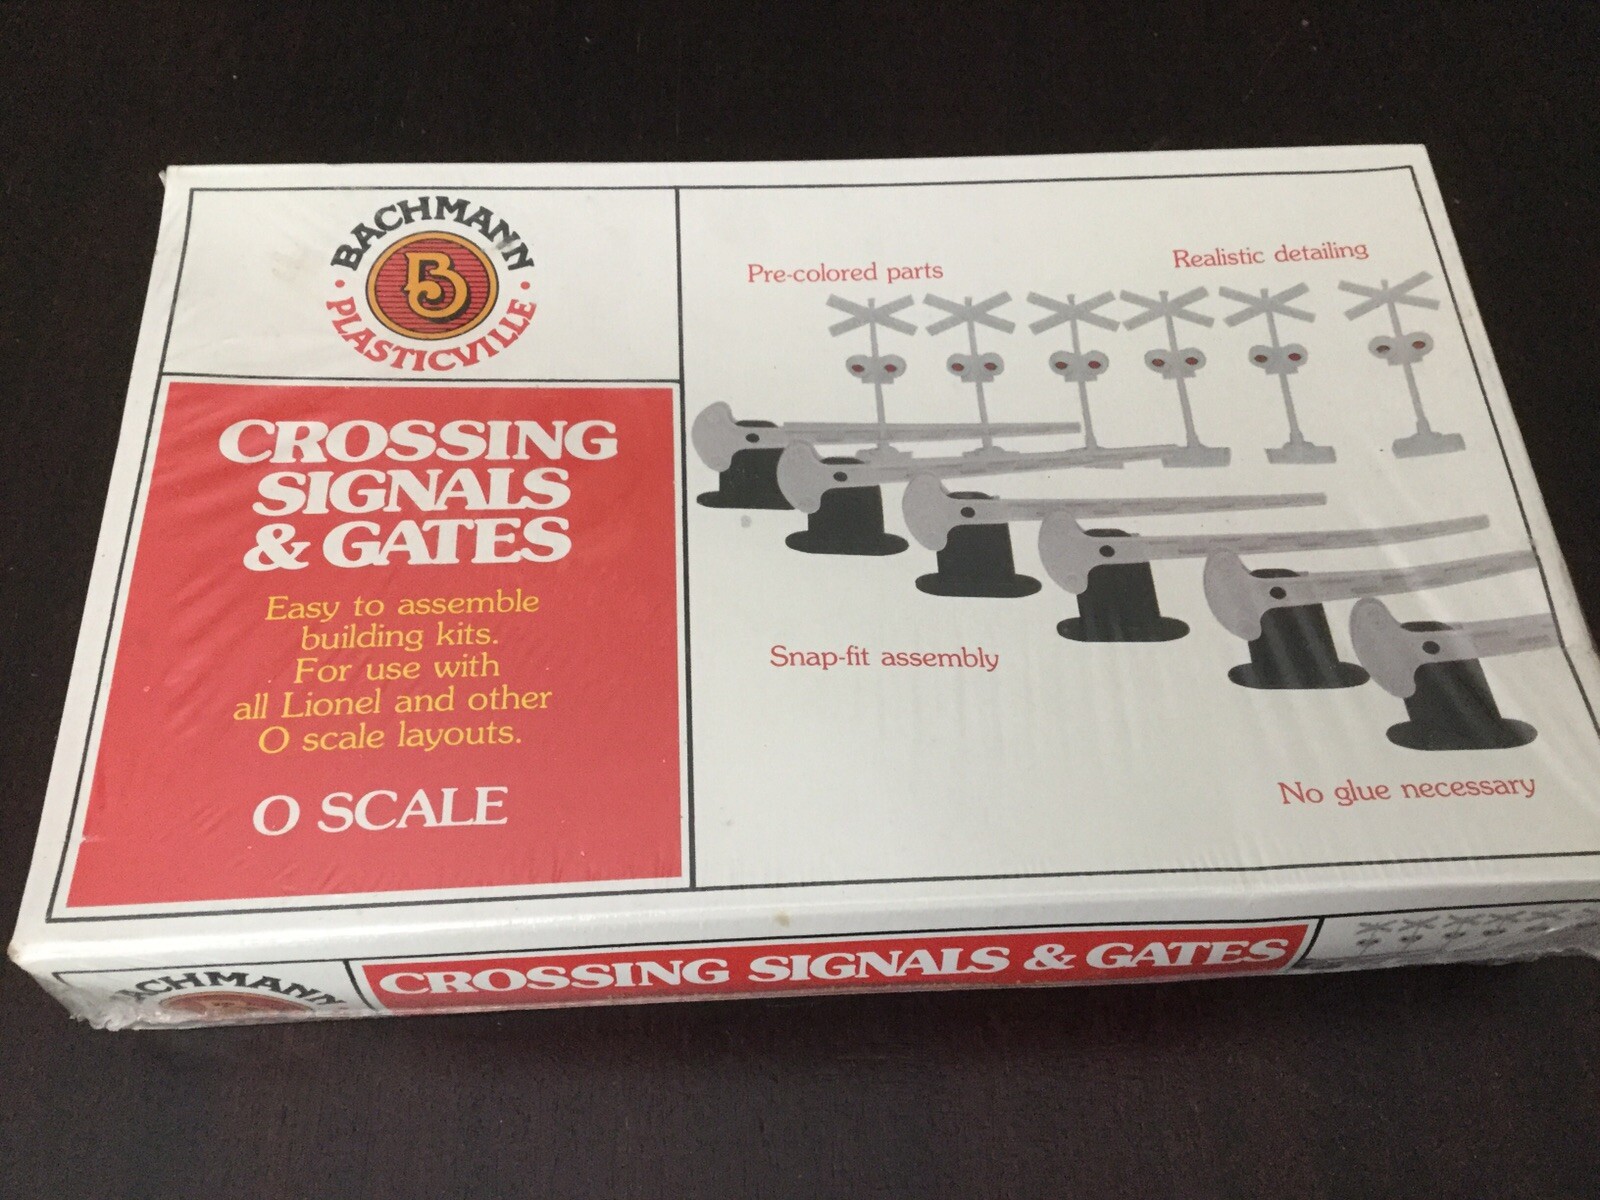 BACHMANN
B
• PLASTICVILLE •
CROSSING
SIGNALS
& GATES
Easy to assemble
building kits.
For use with
all Lionel and other
O scale layouts.
O SCALE
Pre-colored parts
Realistic detailing
Snap-fit assembly
No glue necessary
BACHMANN
CROSSING SIGNALS & GATES